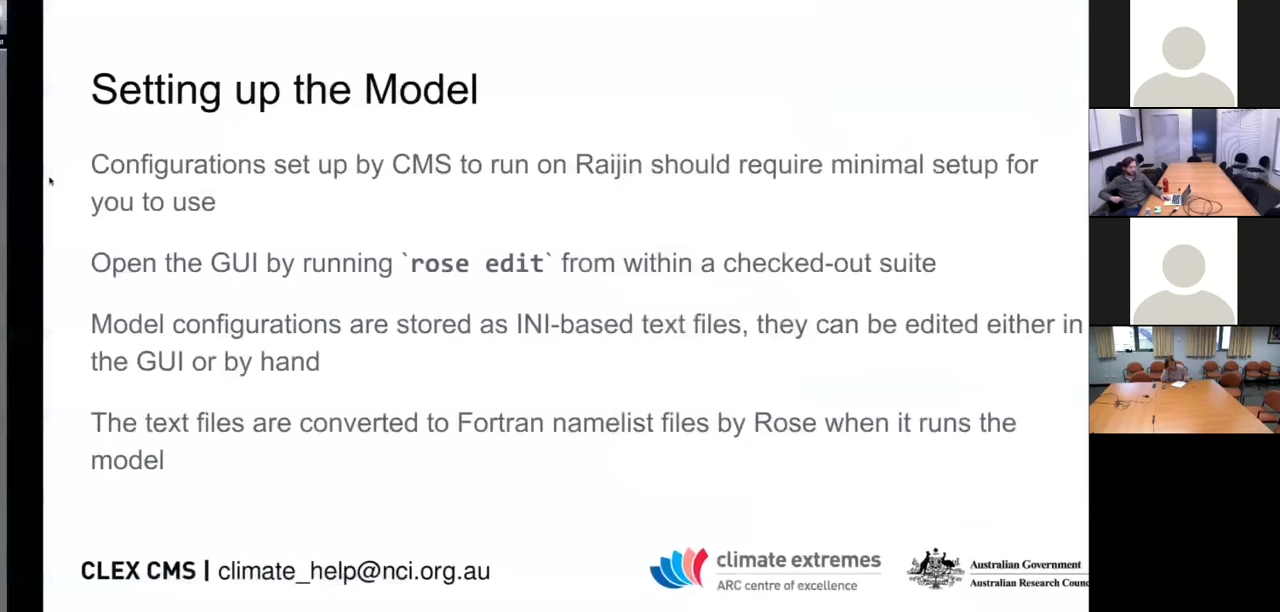 Setting up the Model
Configurations set up by CMS to run on Raijin should require minimal setup for
you to use
Open the GUI by running `rose edit` from within a checked-out suite
Model configurations are stored as INI-based text files, they can be edited either in
the GUI or by hand
The text files are converted to Fortran namelist files by Rose when it runs the
model
CLEX CMS | climate_help@nci.org.au
climate extremes
ARC centre of excellence
Australian Government
Australian Research